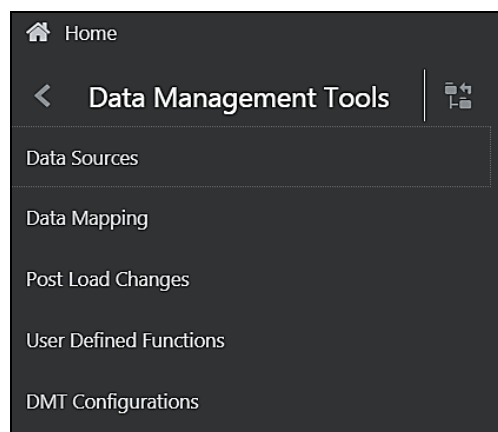 Home
Data Management Tools
Data Sources
Data Mapping
Post Load Changes
User Defined Functions
DMT Configurations